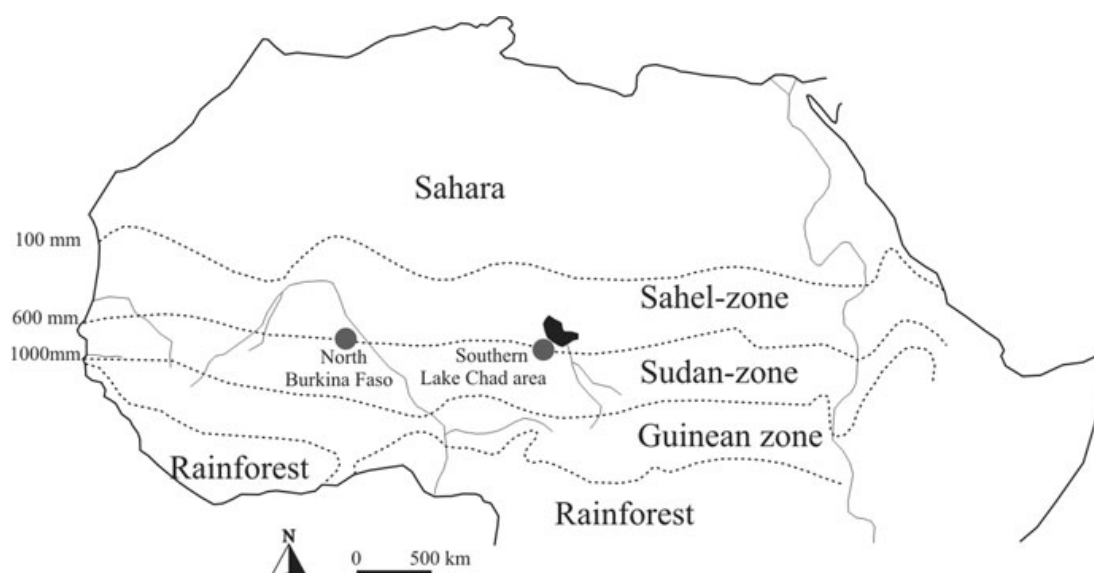 Sahara
100 mm
Sahel-zone
600 mm
1000mm
North
Burkina Faso
Southern
Lake Chad area
Sudan-zone
Guinean zone
Rainforest
Rainforest
N
0 500 km